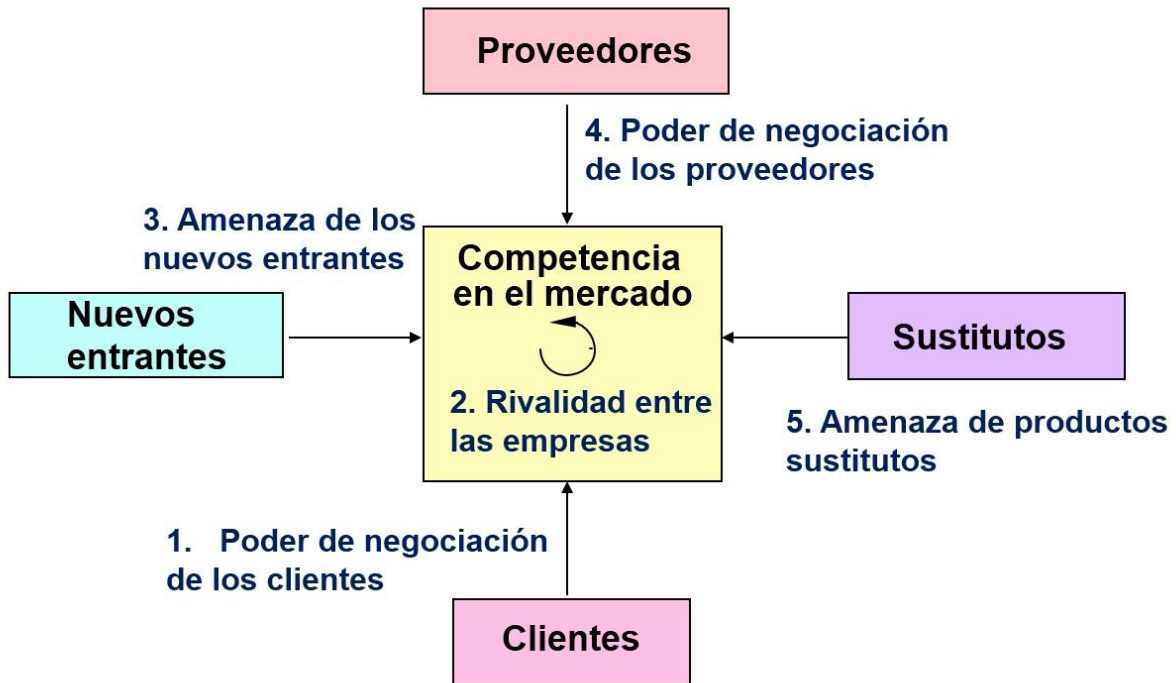 Proveedores
4. Poder de negociación
de los proveedores
3. Amenaza de los
nuevos entrantes
Competencia
en el mercado
Nuevos
entrantes
Sustitutos
2. Rivalidad entre
las empresas
5. Amenaza de productos
sustitutos
1. Poder de negociación
de los clientes
Clientes